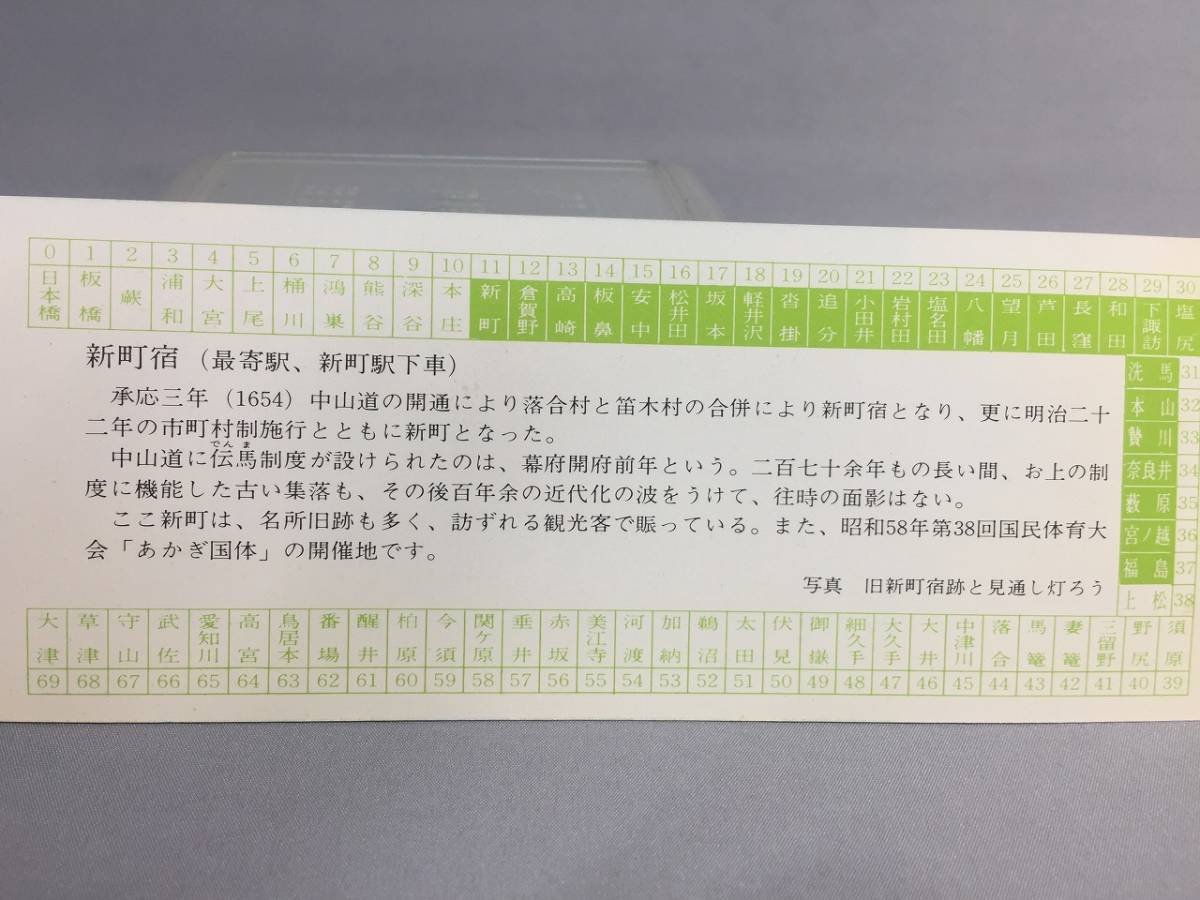 0 1 2 3 4 5 6 7 8 9 10 11 12 13 14 15 16 17 18 19 20 21 22 23 24 25 26 27 28 29 30
日本橋 板橋 蕨 浦和 大宮 上尾 桶川 鴻巣 熊谷 深谷 本庄 新町 倉賀野 高崎 板鼻 安中 松井田 坂本 軽井沢 沓掛 追分 小田井 岩村田 塩名田 八幡 望月 芦田 長窪 和田 下諏訪 塩尻
洗馬 31
本山 32
贄川 33
奈良井 34
藪原 35
宮ノ越 36
福島 37
上松 38
新町宿（最寄駅、新町駅下車）
承応三年（1654）中山道の開通により落合村と笛木村の合併により新町宿となり、更に明治二十
二年の市町村制施行とともに新町となった。
でんま
中山道に伝馬制度が設けられたのは、幕府開府前年という。二百七十余年もの長い間、お上の制
度に機能した古い集落も、その後百年余の近代化の波をうけて、往時の面影はない。
ここ新町は、名所旧跡も多く、訪ずれる観光客で賑っている。また、昭和58年第38回国民体育大
会「あかぎ国体」の開催地です。
写真　旧新町宿跡と見通し灯ろう
大津 草津 守山 武佐 愛知川 高宮 鳥居本 番場 醒井 柏原 今須 関ヶ原 垂井 赤坂 美江寺 河渡 加納 鵜沼 太田 伏見 御嶽 細久手 大久手 大井 中津川 落合 馬篭 妻篭 三留野 野尻 須原
69 68 67 66 65 64 63 62 61 60 59 58 57 56 55 54 53 52 51 50 49 48 47 46 45 44 43 42 41 40 39